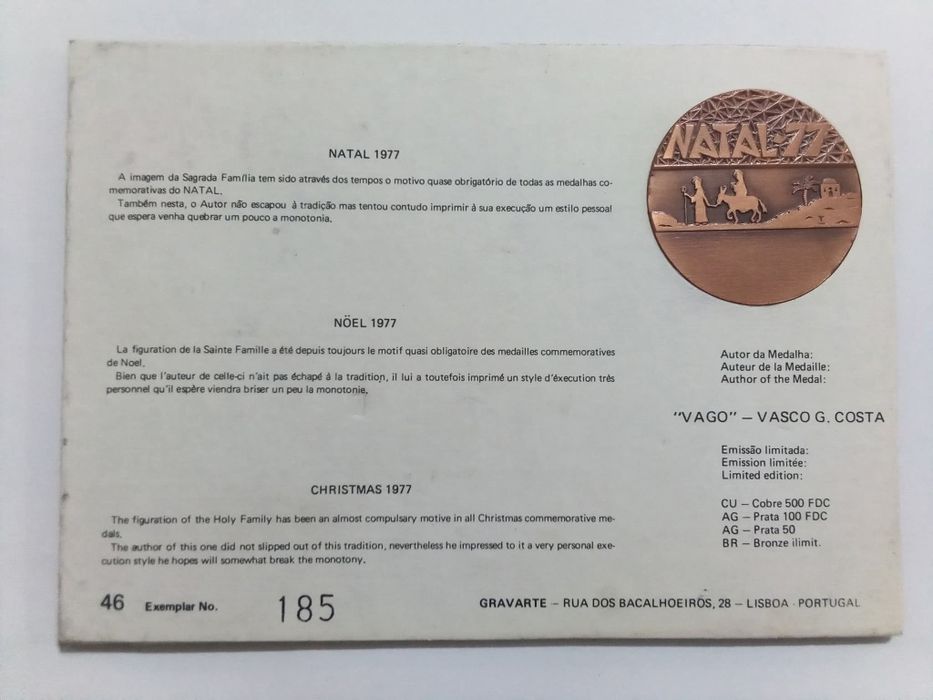 NATAL 1977
A imagem da Sagrada Família tem sido através dos tempos o motivo quase obrigatório de todas as medalhas co-
memorativas do NATAL.
Também nesta, o Autor não escapou à tradição mas tentou contudo imprimir à sua execução um estilo pessoal
que espera venha quebrar um pouco a monotonia.
NÖEL 1977
La figuration de la Sainte Famille a été depuis toujours le motif quasi obligatoire des medailles commemoratives
de Noel.
Bien que l'auteur de celle-ci n'ait pas échapé à la tradition, il lui a toutefois imprimé un style d'éxecution très
personnel qu'il espère viendra briser un peu la monotonie.
CHRISTMAS 1977
The figuration of the Holy Family has been an almost compulsary motive in all Christmas commemorative me-
dals.
The author of this one did not slipped out of this tradition, nevertheless he impressed to it a very personal exe-
cution style he hopes will somewhat break the monotony.
46 Exemplar No. 185
NATAL·77
Autor da Medalha:
Auteur de la Medaille:
Author of the Medal:
"VAGO" – VASCO G. COSTA
Emissão limitada:
Emission limitée:
Limited edition:
CU – Cobre 500 FDC
AG – Prata 100 FDC
AG – Prata 50
BR – Bronze ilimit.
GRAVARTE – RUA DOS BACALHOEIROS, 28 – LISBOA · PORTUGAL